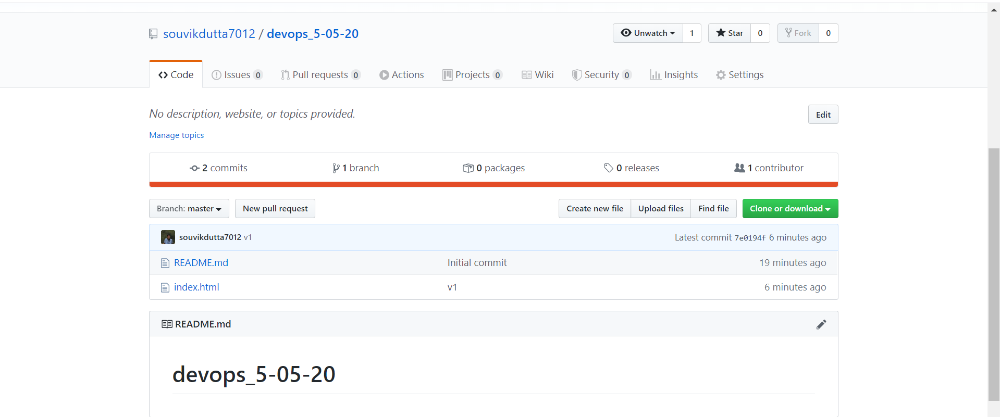 souvikdutta7012 / devops_5-05-20 Unwatch 1 Star 0 Fork 0
Code Issues 0 Pull requests 0 Actions Projects 0 Wiki Security 0 Insights Settings
No description, website, or topics provided. Edit
Manage topics
2 commits 1 branch 0 packages 0 releases 1 contributor
Branch: master New pull request Create new file Upload files Find file Clone or download
souvikdutta7012 v1 Latest commit 7e0194f 6 minutes ago
README.md Initial commit 19 minutes ago
index.html v1 6 minutes ago
README.md
devops_5-05-20